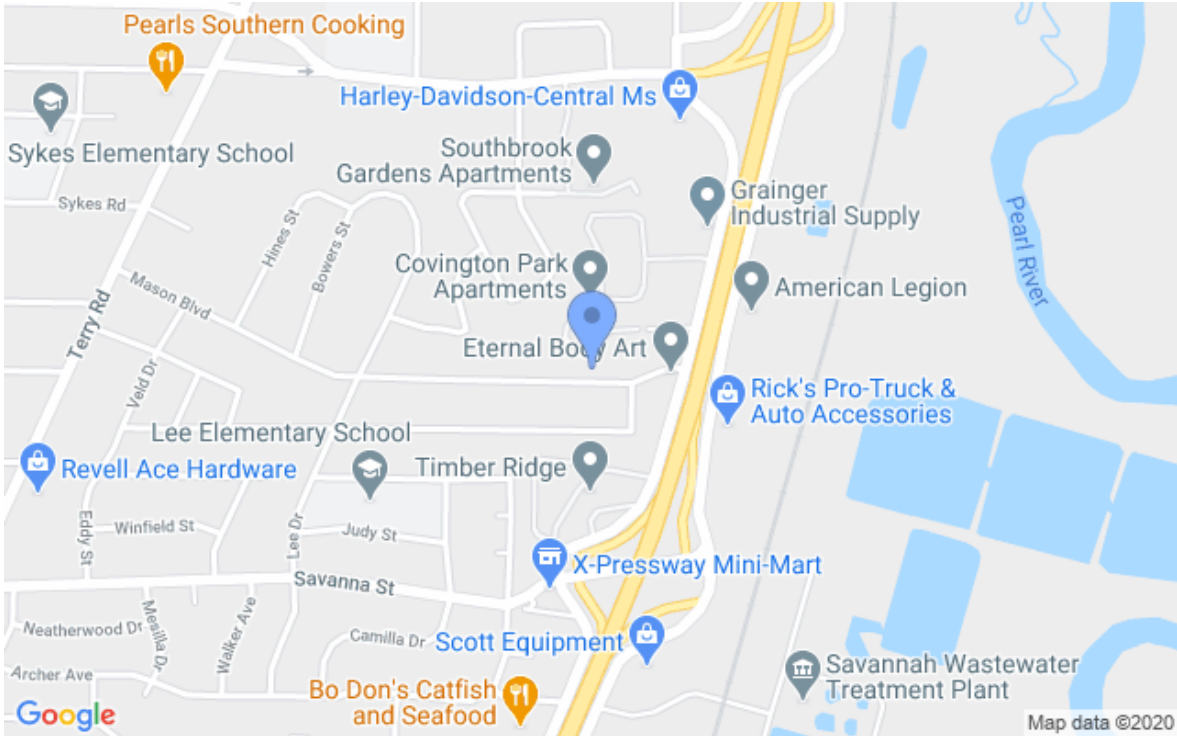 Pearls Southern Cooking
Harley-Davidson-Central Ms
Sykes Elementary School
Southbrook
Gardens Apartments
Grainger
Industrial Supply
Sykes Rd
Hines St
Bowers St
Pearl River
Covington Park
Apartments
American Legion
Mason Blvd
Terry Rd
Eternal Body Art
Veld Dr
Rick's Pro-Truck &
Auto Accessories
Lee Elementary School
Revell Ace Hardware
Timber Ridge
Eddy St
Winfield St
Lee Dr
Judy St
X-Pressway Mini-Mart
Savanna St
Neatherwood Dr
Mesilla Dr
Walker Ave
Camilla Dr
Scott Equipment
Archer Ave
Savannah Wastewater
Treatment Plant
Bo Don's Catfish
and Seafood
Google
Map data ©2020